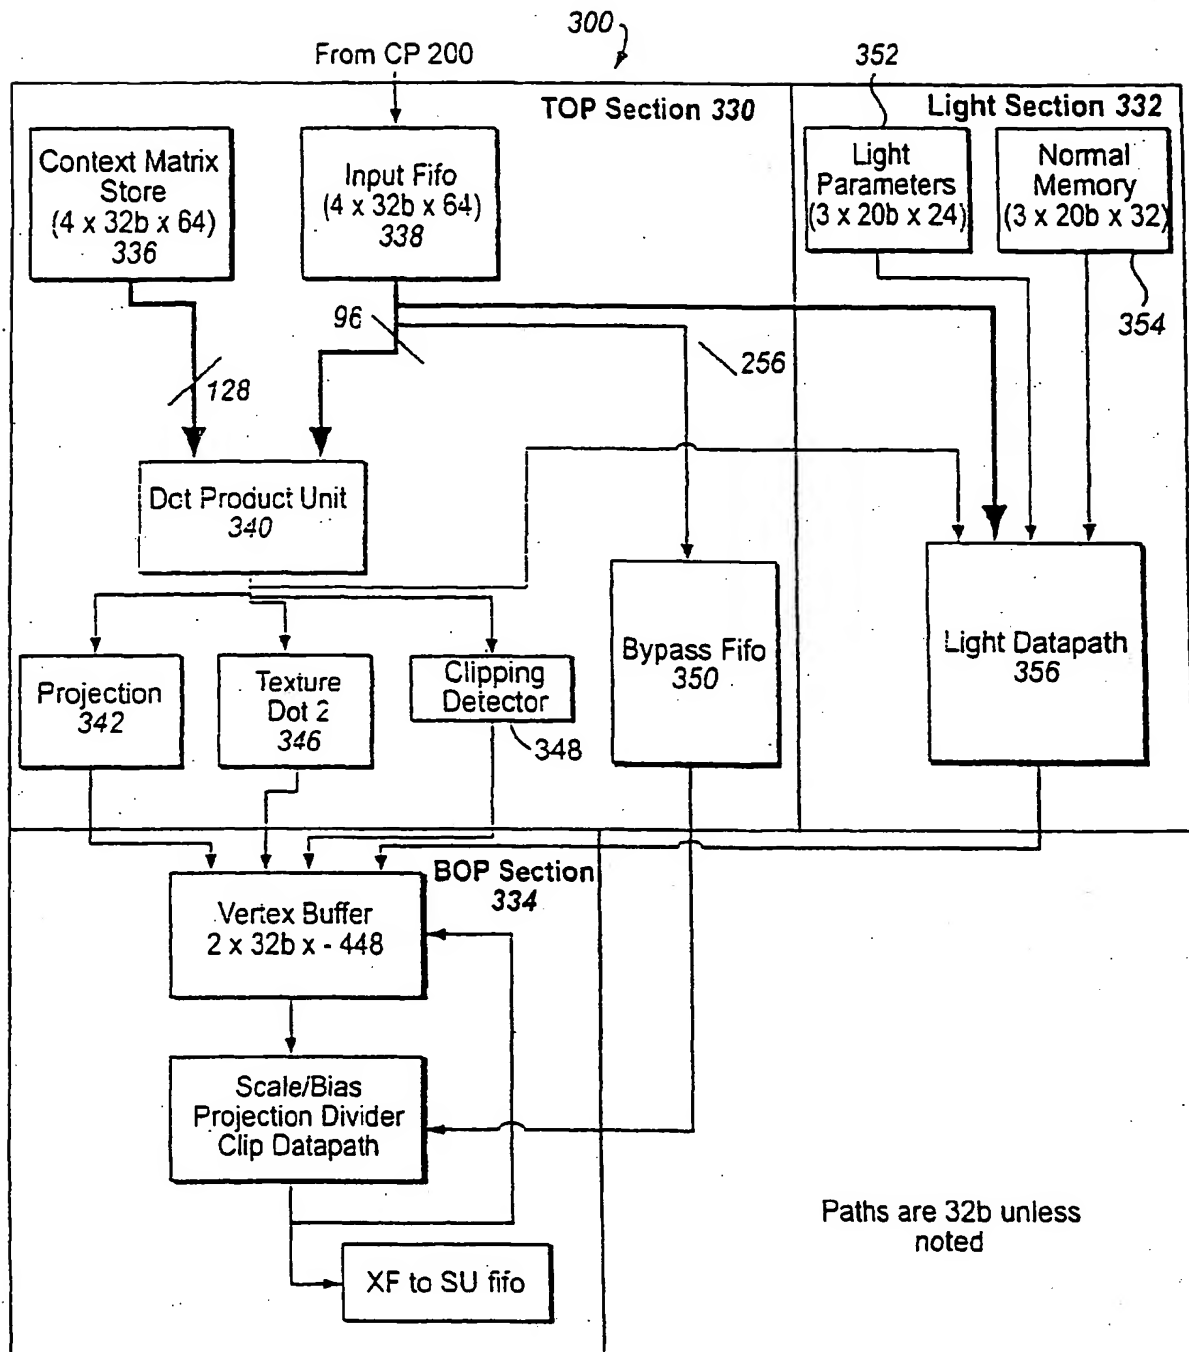 300
From CP 200
352
TOP Section 330
Light Section 332
Context Matrix
Store
(4 x 32b x 64)
336
Input Fifo
(4 x 32b x 64)
338
Light
Parameters
(3 x 20b x 24)
Normal
Memory
(3 x 20b x 32)
354
96
256
128
Dot Product Unit
340
Projection
342
Texture
Dot 2
346
Clipping
Detector
348
Bypass Fifo
350
Light Datapath
356
BOP Section
334
Vertex Buffer
2 x 32b x - 448
Scale/Bias
Projection Divider
Clip Datapath
Paths are 32b unless
noted
XF to SU fifo